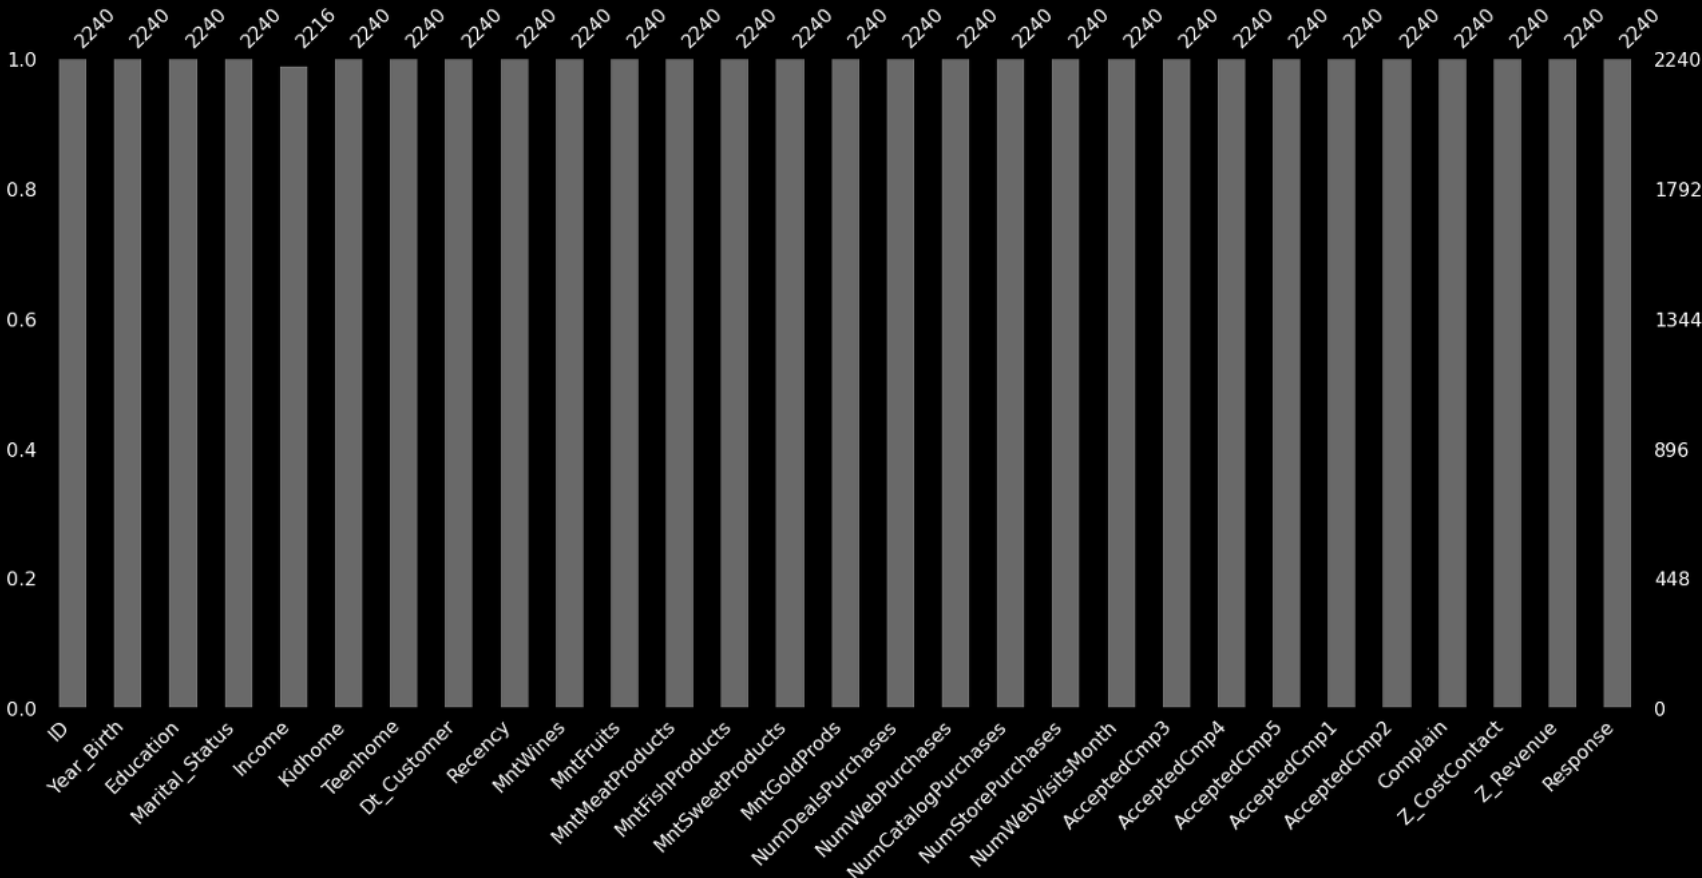 2240 2240 2240 2240 2216 2240 2240 2240 2240 2240 2240 2240 2240 2240 2240 2240 2240 2240 2240 2240 2240 2240 2240 2240 2240 2240 2240 2240 2240
1.0 2240
0.8 1792
0.6 1344
0.4 896
0.2 448
0.0 0
ID
Year_Birth
Education
Marital_Status
Income
Kidhome
Teenhome
Dt_Customer
Recency
MntWines
MntFruits
MntMeatProducts
MntFishProducts
MntSweetProducts
MntGoldProds
NumDealsPurchases
NumWebPurchases
NumCatalogPurchases
NumStorePurchases
NumWebVisitsMonth
AcceptedCmp3
AcceptedCmp4
AcceptedCmp5
AcceptedCmp1
AcceptedCmp2
Complain
Z_CostContact
Z_Revenue
Response